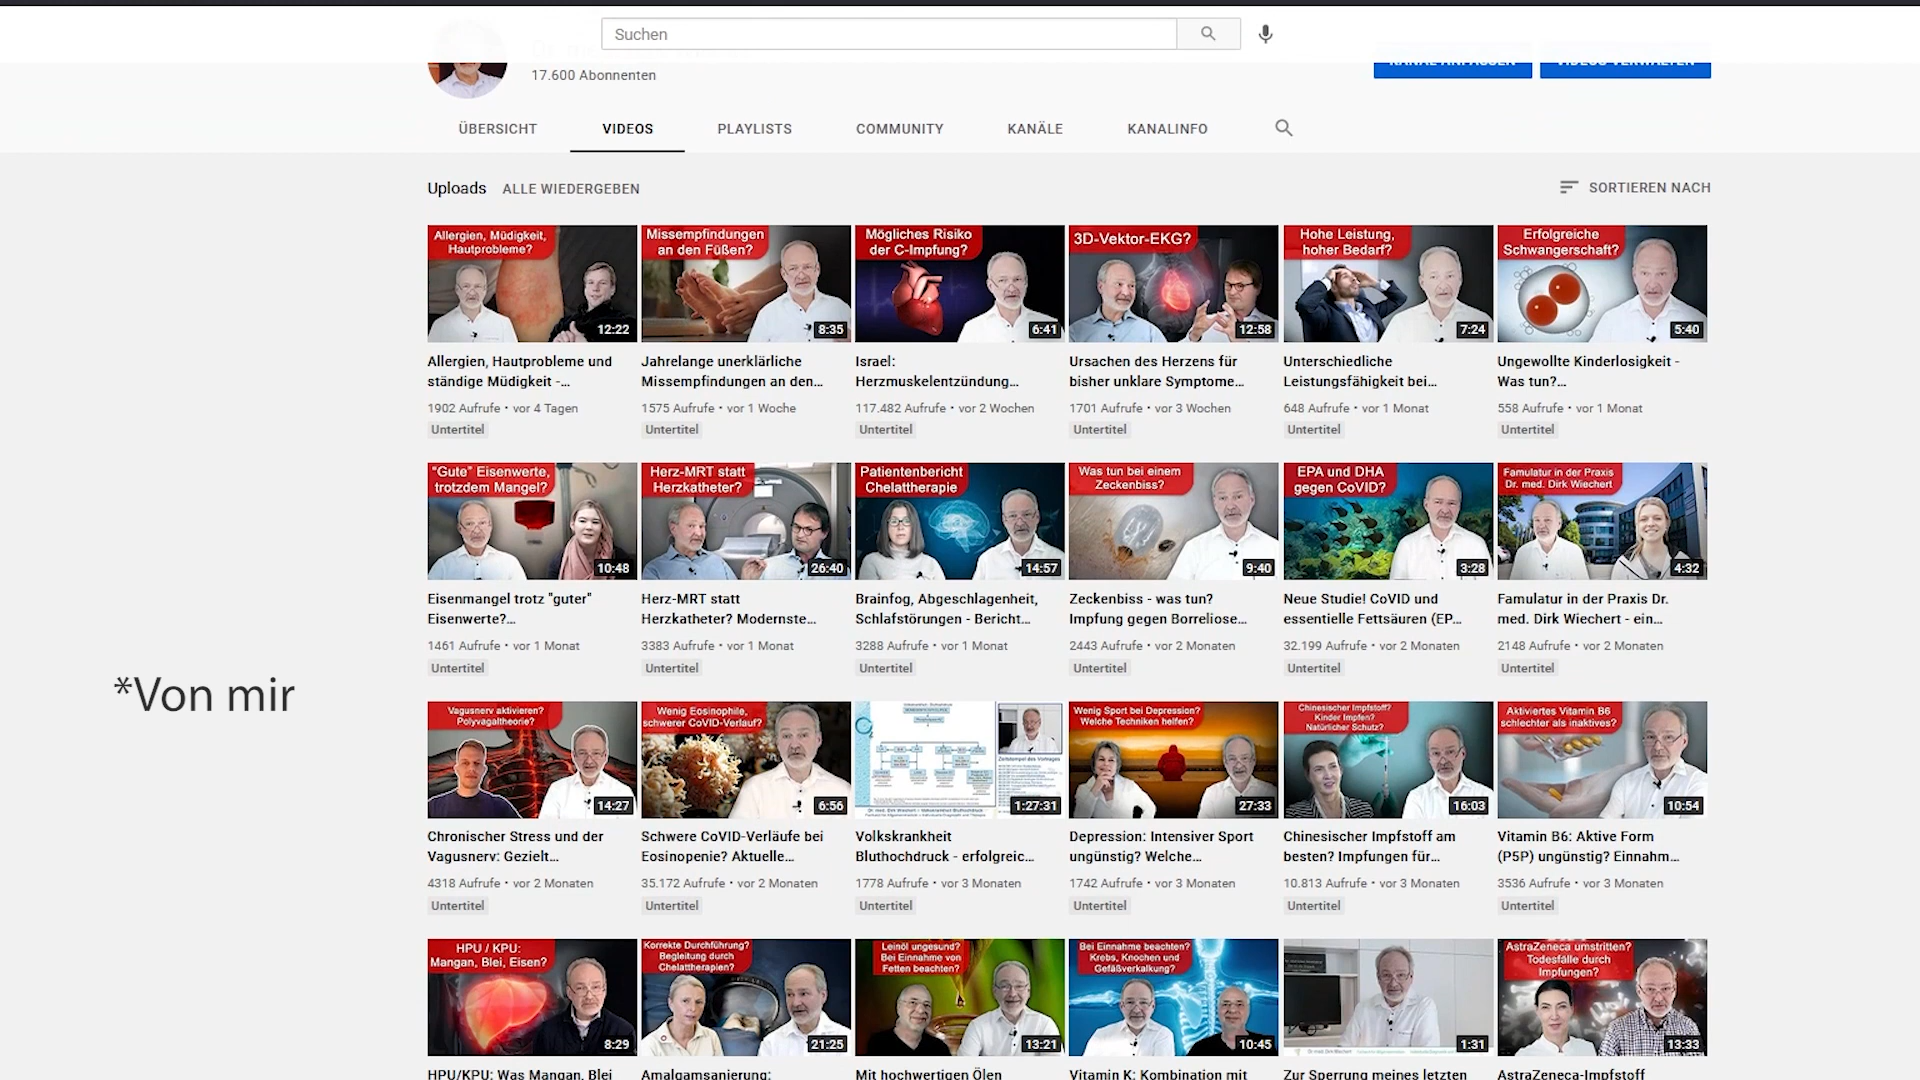 Suchen
17.600 Abonnenten
KANAL ANPASSEN
VIDEOS VERWALTEN
ÜBERSICHT
VIDEOS
PLAYLISTS
COMMUNITY
KANÄLE
KANALINFO
Uploads
ALLE WIEDERGEBEN
SORTIEREN NACH
Allergien, Müdigkeit,
Hautprobleme?
12:22
Missempfindungen
an den Füßen?
8:35
Mögliches Risiko
der C-Impfung?
6:41
3D-Vektor-EKG?
12:58
Hohe Leistung,
hoher Bedarf?
7:24
Erfolgreiche
Schwangerschaft?
5:40
Allergien, Hautprobleme und
ständige Müdigkeit -...
1902 Aufrufe • vor 4 Tagen
Untertitel
Jahrelange unerklärliche
Missempfindungen an den...
1575 Aufrufe • vor 1 Woche
Untertitel
Israel:
Herzmuskelentzündung...
117.482 Aufrufe • vor 2 Wochen
Untertitel
Ursachen des Herzens für
bisher unklare Symptome...
1701 Aufrufe • vor 3 Wochen
Untertitel
Unterschiedliche
Leistungsfähigkeit bei...
648 Aufrufe • vor 1 Monat
Untertitel
Ungewollte Kinderlosigkeit -
Was tun?...
558 Aufrufe • vor 1 Monat
Untertitel
"Gute" Eisenwerte,
trotzdem Mangel?
10:48
Herz-MRT statt
Herzkatheter?
26:40
Patientenbericht
Chelattherapie
14:57
Was tun bei einem
Zeckenbiss?
9:40
EPA und DHA
gegen CoVID?
3:28
Famulatur in der Praxis
Dr. med. Dirk Wiechert
4:32
Eisenmangel trotz "guter"
Eisenwerte?...
1461 Aufrufe • vor 1 Monat
Untertitel
Herz-MRT statt
Herzkatheter? Modernste...
3383 Aufrufe • vor 1 Monat
Untertitel
Brainfog, Abgeschlagenheit,
Schlafstörungen - Bericht...
3288 Aufrufe • vor 1 Monat
Untertitel
Zeckenbiss - was tun?
Impfung gegen Borreliose...
2443 Aufrufe • vor 2 Monaten
Untertitel
Neue Studie! CoVID und
essentielle Fettsäuren (EP...
32.199 Aufrufe • vor 2 Monaten
Untertitel
Famulatur in der Praxis Dr.
med. Dirk Wiechert - ein...
2148 Aufrufe • vor 2 Monaten
Untertitel
*Von mir
Vagusnerv aktivieren?
Polyvagaltheorie?
14:27
Wenig Eosinophile,
schwerer CoVID-Verlauf?
6:56
Zeitstempel des Vortrages
1:27:31
Wenig Sport bei Depression?
Welche Techniken helfen?
27:33
Chinesischer Impfstoff?
Kinder Impfen?
Natürlicher Schutz?
16:03
Aktiviertes Vitamin B6
schlechter als inaktives?
10:54
Chronischer Stress und der
Vagusnerv: Gezielt...
4318 Aufrufe • vor 2 Monaten
Untertitel
Schwere CoVID-Verläufe bei
Eosinopenie? Aktuelle...
35.172 Aufrufe • vor 2 Monaten
Untertitel
Volkskrankheit
Bluthochdruck - erfolgreic...
1778 Aufrufe • vor 3 Monaten
Untertitel
Depression: Intensiver Sport
ungünstig? Welche...
1742 Aufrufe • vor 3 Monaten
Untertitel
Chinesischer Impfstoff am
besten? Impfungen für...
10.813 Aufrufe • vor 3 Monaten
Untertitel
Vitamin B6: Aktive Form
(P5P) ungünstig? Einnahm...
3536 Aufrufe • vor 3 Monaten
Untertitel
HPU / KPU:
Mangan, Blei, Eisen?
8:29
Korrekte Durchführung?
Begleitung durch
Chelattherapien?
21:25
Leinöl ungesund?
Bei Einnahme von
Fetten beachten?
13:21
Bei Einnahme beachten?
Krebs, Knochen und
Gefäßverkalkung?
10:45
1:31
AstraZeneca umstritten?
Todesfälle durch
Impfungen?
13:33
HPU/KPU: Was Mangan, Blei
Amalgamsanierung:
Mit hochwertigen Ölen
Vitamin K: Kombination mit
Zur Sperrung meines letzten
AstraZeneca-Impfstoff